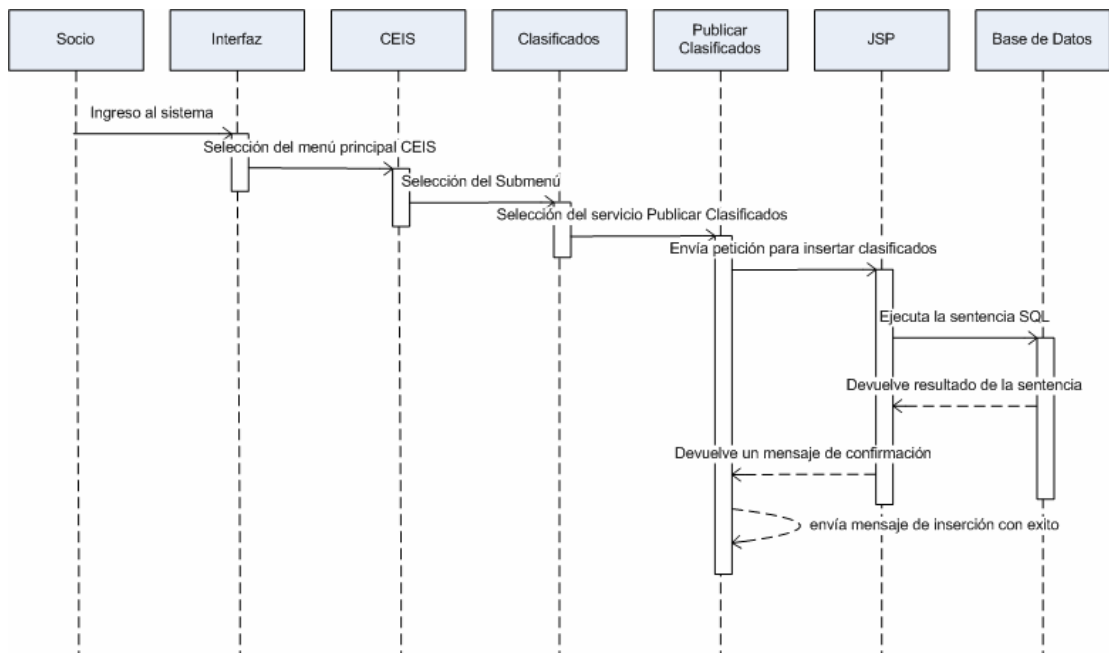 Socio
Interfaz
CEIS
Clasificados
Publicar
Clasificados
JSP
Base de Datos
Ingreso al sistema
Selección del menú principal CEIS
Selección del Submenú
Selección del servicio Publicar Clasificados
Envía petición para insertar clasificados
Ejecuta la sentencia SQL
Devuelve resultado de la sentencia
Devuelve un mensaje de confirmación
envía mensaje de inserción con exito